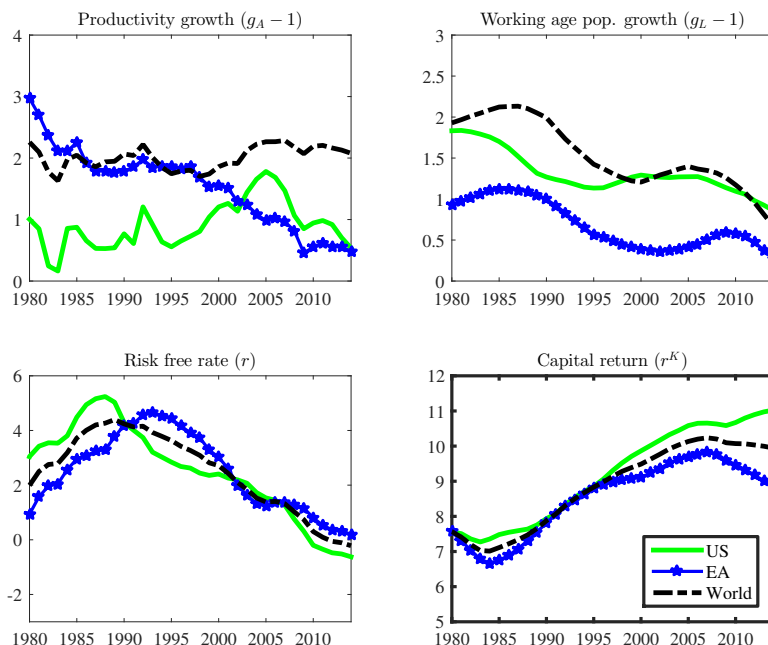 Productivity growth (g_A − 1)
4
3
2
1
0
1980 1985 1990 1995 2000 2005 2010
Working age pop. growth (g_L − 1)
3
2.5
2
1.5
1
0.5
0
1980 1985 1990 1995 2000 2005 2010
Risk free rate (r)
6
4
2
0
-2
1980 1985 1990 1995 2000 2005 2010
Capital return (r^K)
12
11
10
9
8
7
6
5
1980 1985 1990 1995 2000 2005 2010
US
EA
World